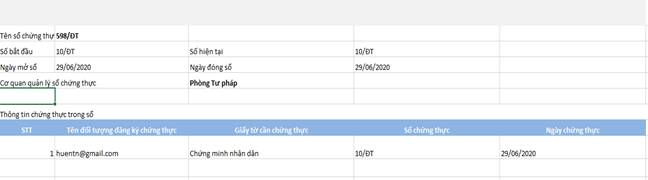 Tên sổ chứng thự 598/ĐT
Số bắt đầu 10/ĐT Số hiện tại 10/ĐT
Ngày mở sổ 29/06/2020 Ngày đóng sổ 29/06/2020
Cơ quan quản lý sổ chứng thực Phòng Tư pháp
Thông tin chứng thực trong sổ
STT Tên đối tượng đăng ký chứng thực Giấy tờ cần chứng thực Số chứng thực Ngày chứng thực
1 huentn@gmail.com Chứng minh nhân dân 10/ĐT 29/06/2020